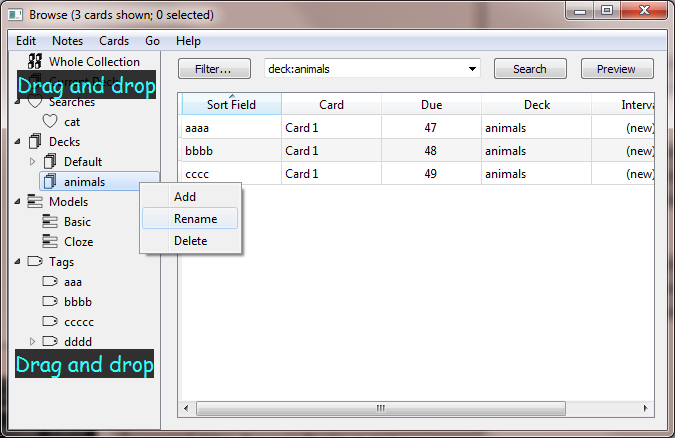 Browse (3 cards shown; 0 selected)
Edit Notes Cards Go Help
Whole Collection
Drag and drop
Searches
cat
Decks
Default
animals
Models
Basic
Cloze
Tags
aaa
bbbb
ccccc
dddd
Drag and drop
Filter... deck:animals Search Preview
Sort Field Card Due Deck Interva
aaaa Card 1 47 animals (new)
bbbb Card 1 48 animals (new)
cccc Card 1 49 animals (new)
Add
Rename
Delete